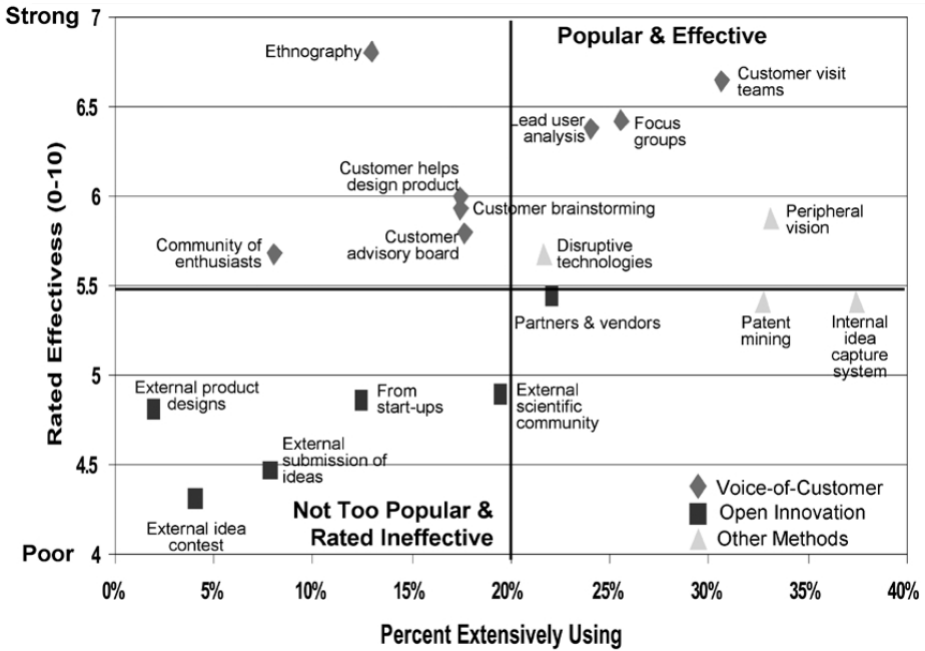 Strong 7
Popular & Effective
Ethnography
Customer visit
teams
6.5
Lead user
analysis
Focus
groups
Customer helps
design product
6
Customer brainstorming
Peripheral
vision
Customer
advisory board
Community of
enthusiasts
Disruptive
technologies
5.5
Partners & vendors
Patent
mining
Internal
idea
capture
system
5
External product
designs
From
start-ups
External
scientific
community
External
submission of
ideas
4.5
External idea
contest
Not Too Popular &
Rated Ineffective
Voice-of-Customer
Open Innovation
Other Methods
Poor 4
Rated Effectiveness (0-10)
0% 5% 10% 15% 20% 25% 30% 35% 40%
Percent Extensively Using